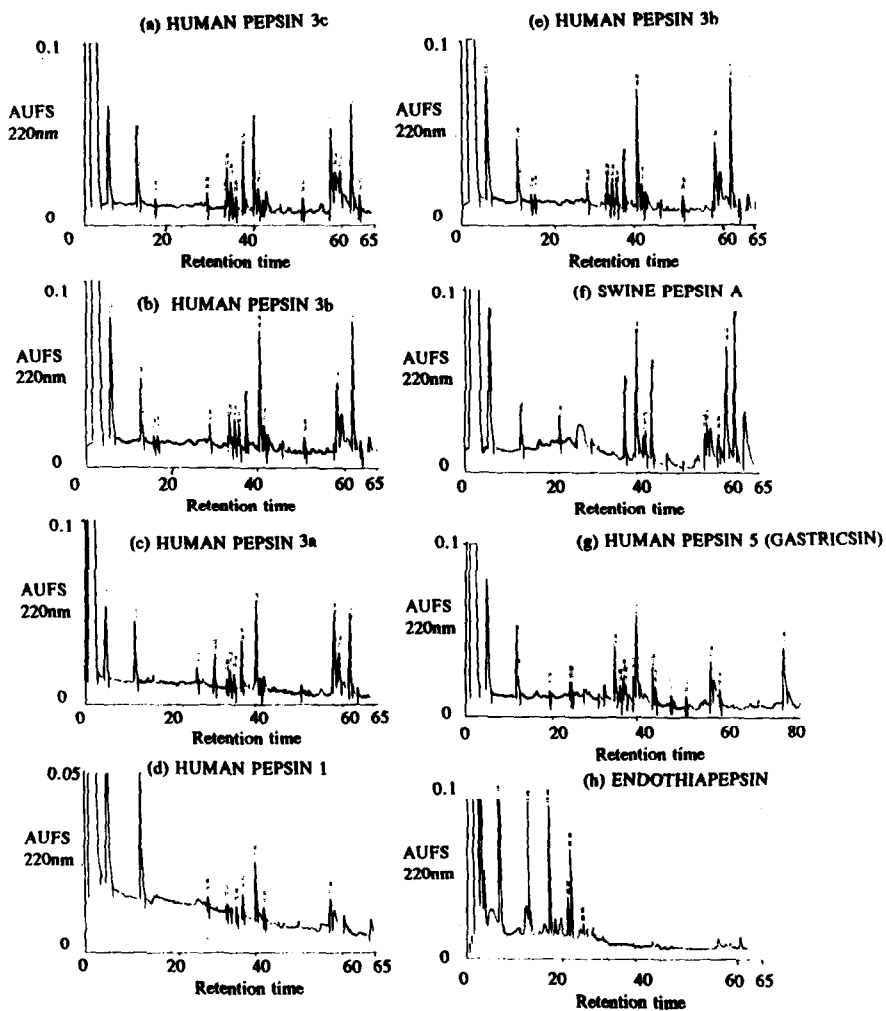 (a) HUMAN PEPSIN 3c
0.1
AUFS
220nm
0
0 20 40 60 65
Retention time
(b) HUMAN PEPSIN 3b
0.1
AUFS
220nm
0
0 20 40 60 65
Retention time
(c) HUMAN PEPSIN 3a
0.1
AUFS
220nm
0
0 20 40 60 65
Retention time
(d) HUMAN PEPSIN 1
0.05
AUFS
220nm
0
0 20 40 60 65
Retention time
(e) HUMAN PEPSIN 3b
0.1
AUFS
220nm
0
0 20 40 60 65
Retention time
(f) SWINE PEPSIN A
0.1
AUFS
220nm
0
0 20 40 60 65
Retention time
(g) HUMAN PEPSIN 5 (GASTRICSIN)
0.1
AUFS
220nm
0
0 20 40 60 80
Retention time
(h) ENDOTHIAPEPSIN
0.1
AUFS
220nm
0
0 20 40 60 65
Retention time